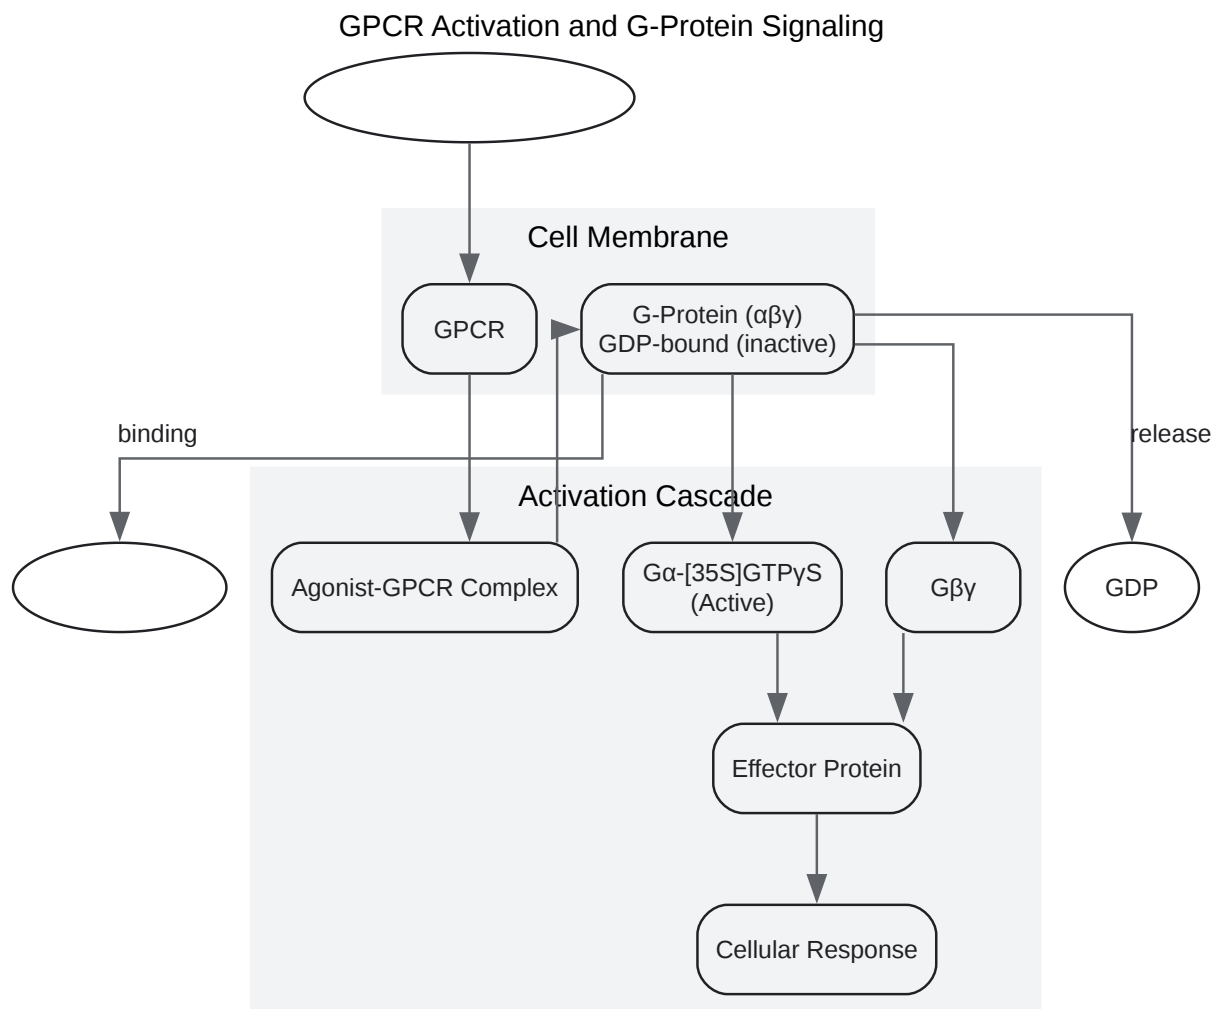 GPCR Activation and G-Protein Signaling
Cell Membrane
GPCR
G-Protein (αβγ)
GDP-bound (inactive)
binding
release
Activation Cascade
Agonist-GPCR Complex
Gα-[35S]GTPγS
(Active)
Gβγ
GDP
Effector Protein
Cellular Response